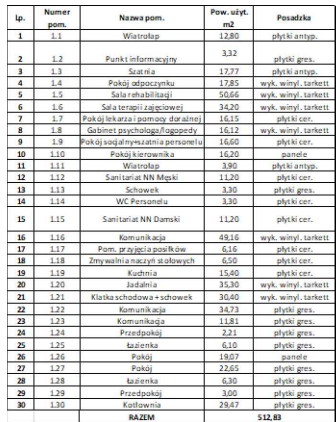 Lp. Numer pom. Nazwa pom. Pow. użyt. m2 Posadzka
1 1.1 Wiatrołap 12,80 płytki antyp.
2 1.2 Punkt informacyjny 3,32 płytki gres.
3 1.3 Szatnia 17,77 płytki antyp.
4 1.4 Pokój odpoczynku 17,85 wyk. winyl. tarkett
5 1.5 Sala rehabilitacji 50,66 wyk. winyl. tarkett
6 1.6 Sala terapii zajęciowej 34,20 wyk. winyl. tarkett
7 1.7 Pokój lekarza i pomocy doraźnej 16,15 płytki cer.
8 1.8 Gabinet psychologa/logopedy 16,12 wyk. winyl. tarkett
9 1.9 Pokój socjalny+szatnia personelu 16,60 płytki cer.
10 1.10 Pokój kierownika 16,20 panele
11 1.11 Wiatrołap 3,90 płytki antyp.
12 1.12 Sanitariat NN Męski 11,20 płytki cer.
13 1.13 Schowek 3,30 płytki gres.
14 1.14 WC Personelu 3,30 płytki cer.
15 1.15 Sanitariat NN Damski 11,20 płytki cer.
16 1.16 Komunikacja 49,16 wyk. winyl. tarkett
17 1.17 Pom. przyjęcia posiłków 6,16 płytki cer.
18 1.18 Zmywalnia naczyń stołowych 6,50 płytki cer.
19 1.19 Kuchnia 15,40 płytki cer.
20 1.20 Jadalnia 35,30 wyk. winyl. tarkett
21 1.21 Klatka schodowa + schowek 30,40 wyk. winyl. tarkett
22 1.22 Komunikacja 34,73 płytki gres.
23 1.23 Komunikacja 11,81 płytki gres.
24 1.24 Przedpokój 2,21 płytki gres.
25 1.25 Łazienka 6,10 płytki gres.
26 1.26 Pokój 19,07 panele
27 1.27 Pokój 22,65 płytki gres.
28 1.28 Łazienka 6,30 płytki gres.
29 1.29 Przedpokój 3,00 płytki gres.
30 1.30 Kotłownia 29,47 płytki gres.
RAZEM 512,83